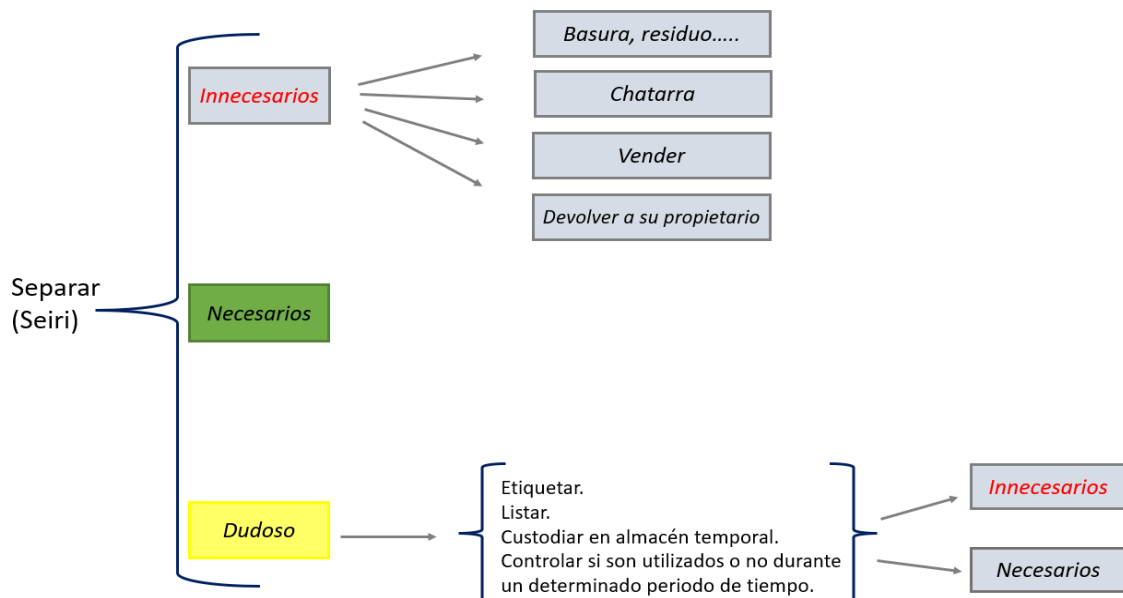 Basura, residuo.....
Innecesarios
Chatarra
Vender
Devolver a su propietario
Separar
(Seiri)
Necesarios
Dudoso
Etiquetar.
Listar.
Custodiar en almacén temporal.
Controlar si son utilizados o no durante
un determinado periodo de tiempo.
Innecesarios
Necesarios